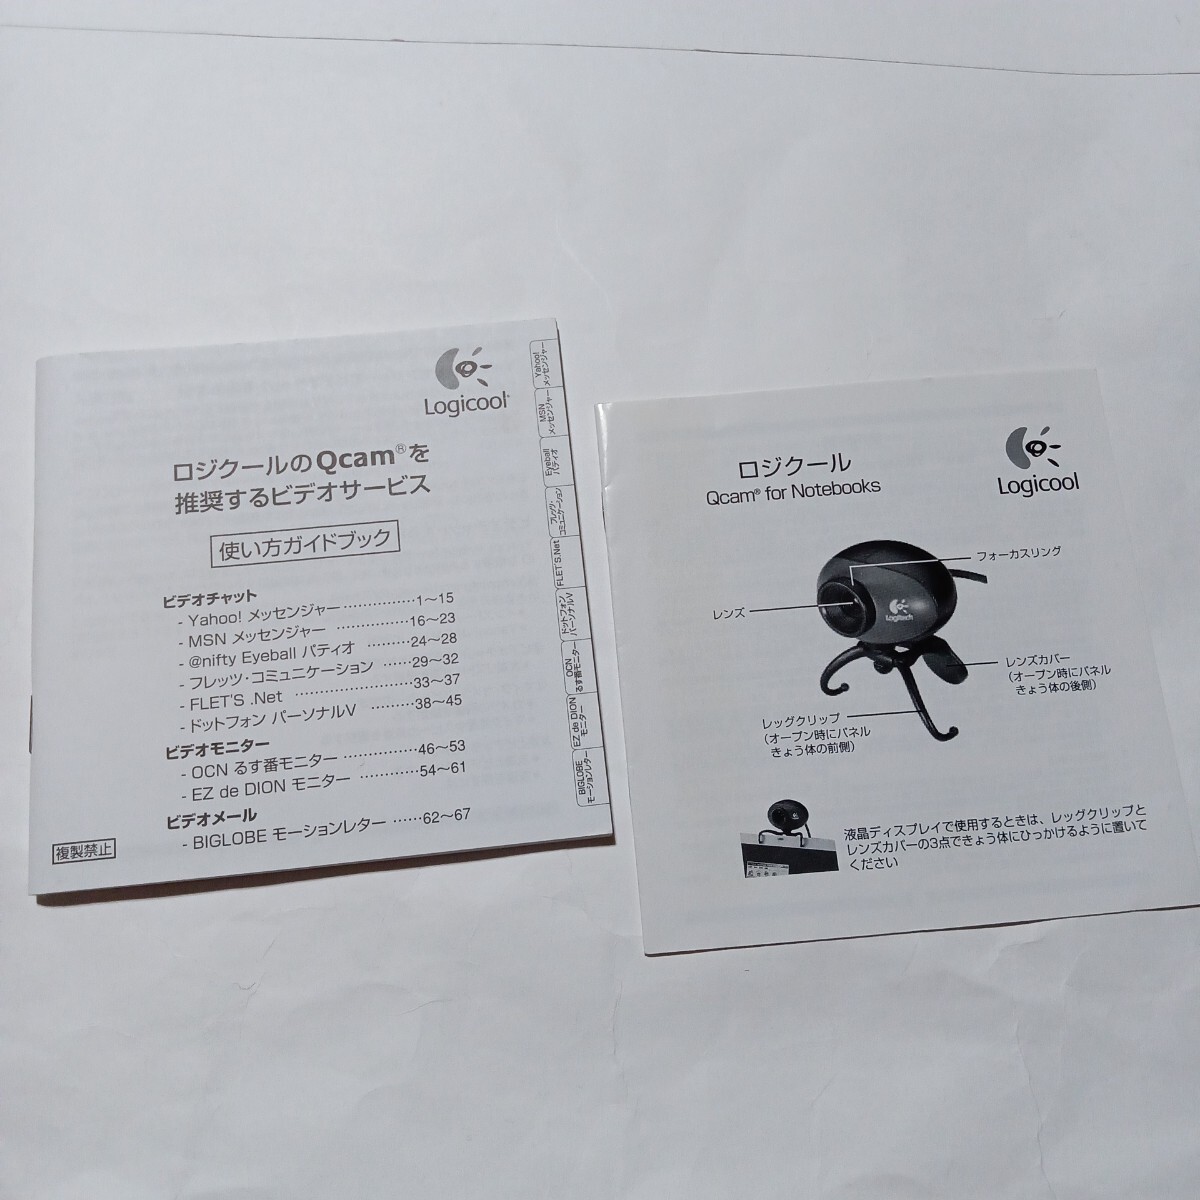 Logicool
ロジクールのQcam®を
推奨するビデオサービス
使い方ガイドブック
ビデオチャット
- Yahoo! メッセンジャー ……………1〜15
- MSN メッセンジャー ……………16〜23
- @nifty Eyeball パティオ ………24〜28
- フレッツ・コミュニケーション ……29〜32
- FLET'S .Net ……………………33〜37
- ドットフォン パーソナルV ………38〜45
ビデオモニター
- OCN るす番モニター ……………46〜53
- EZ de DION モニター …………54〜61
ビデオメール
- BIGLOBE モーションレター ……62〜67
複製禁止
Yahoo!
メッセンジャー
MSN
メッセンジャー
Eyeball
パティオ
フレッツ・
コミュニケーション
FLET'S .Net
ドットフォン
パーソナルV
OCN
るす番モニター
EZ de DION
モニター
BIGLOBE
モーションレター
Logicool
ロジクール
Qcam® for Notebooks
フォーカスリング
レンズ
Logitech
レンズカバー
(オープン時にパネル
きょう体の後側)
レッグクリップ
(オープン時にパネル
きょう体の前側)
液晶ディスプレイで使用するときは、レッグクリップと
レンズカバーの3点できょう体にひっかけるように置いて
ください